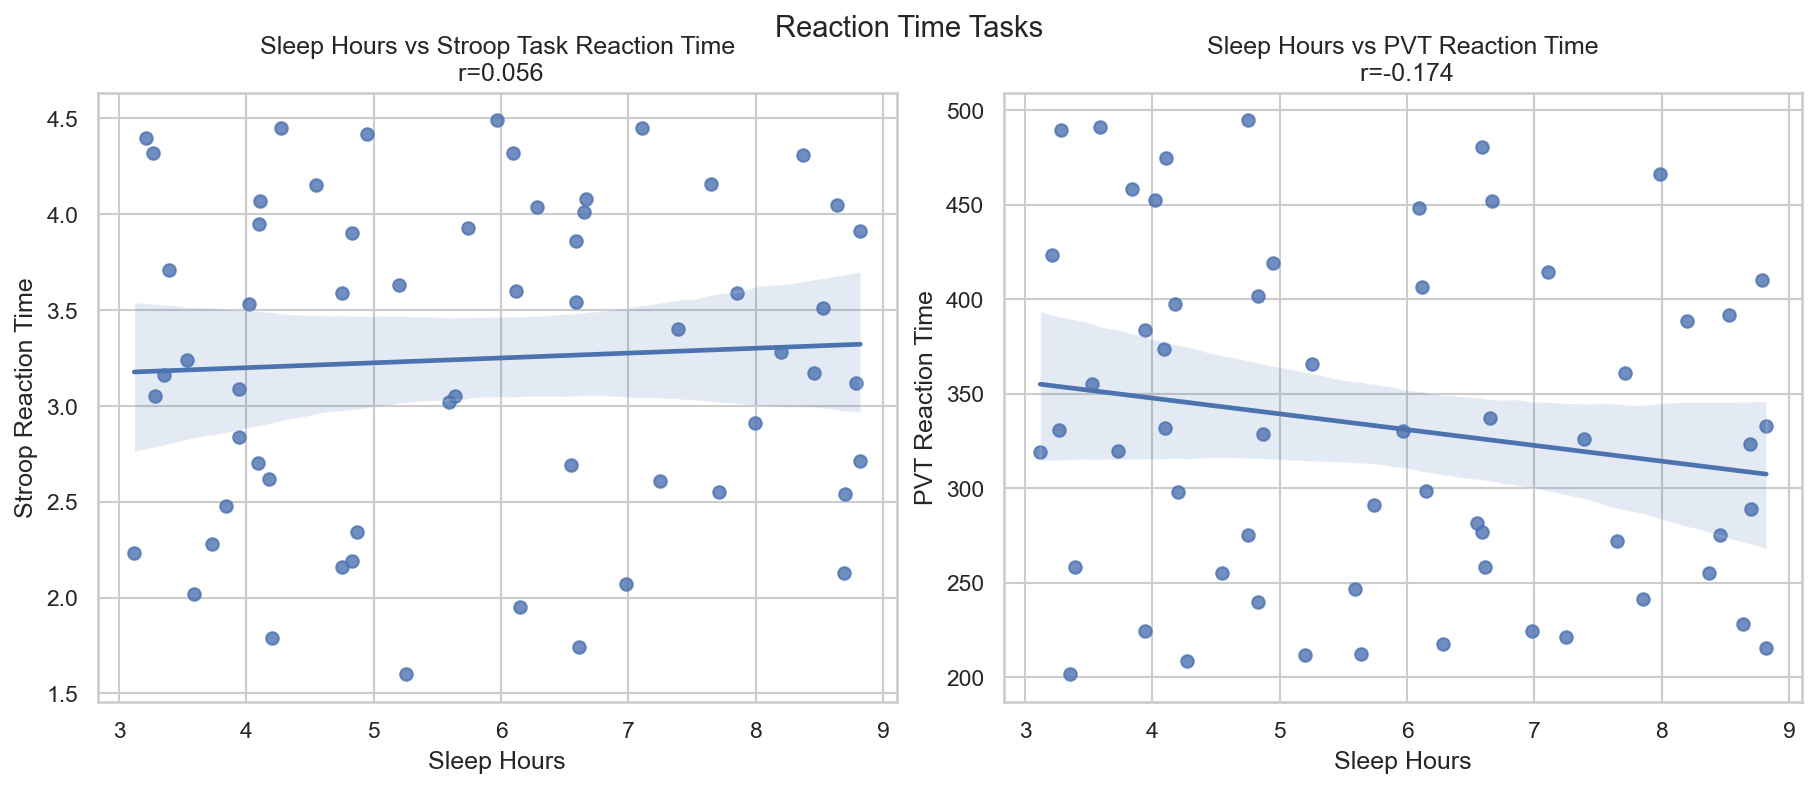 Reaction Time Tasks
Sleep Hours vs Stroop Task Reaction Time
r=0.056
Stroop Reaction Time
4.5
4.0
3.5
3.0
2.5
2.0
1.5
3 4 5 6 7 8 9
Sleep Hours
Sleep Hours vs PVT Reaction Time
r=-0.174
PVT Reaction Time
500
450
400
350
300
250
200
3 4 5 6 7 8 9
Sleep Hours